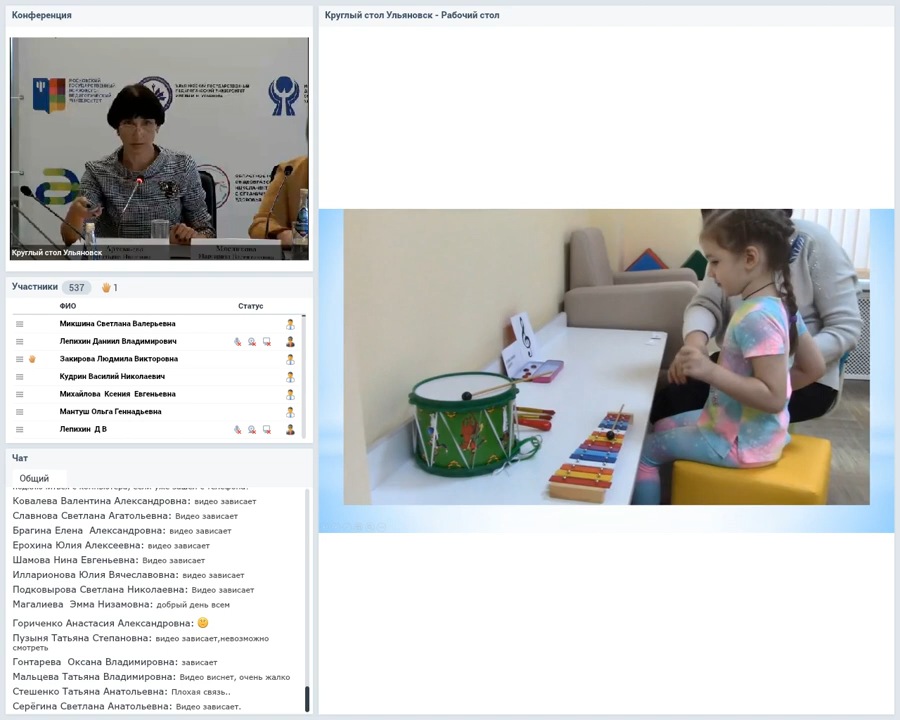 Конференция
Круглый стол Ульяновск
Участники 537 1
ФИО Статус
Микшина Светлана Валерьевна
Лепихин Даниил Владимирович
Закирова Людмила Викторовна
Кудрин Василий Николаевич
Михайлова Ксения Евгеньевна
Мантуш Ольга Геннадьевна
Лепихин Д В
Чат
Общий
Ковалева Валентина Александровна: видео зависает
Славнова Светлана Агатольевна: видео зависает
Брагина Елена Александровна: видео зависает
Ерохина Юлия Алексеевна: видео зависает
Шамова Нина Евгеньевна: Видео зависает
Илларионова Юлия Вячеславовна: видео зависает
Подковырова Светлана Николаевна: Видео зависает
Магалиева Эмма Низамовна: добрый день всем
Гориченко Анастасия Александровна:
Пузыня Татьяна Степановна: видео зависает,невозможно
смотреть
Гонтарева Оксана Владимировна: зависает
Мальцева Татьяна Владимировна: Видео виснет, очень жалко
Стешенко Татьяна Анатольевна: Плохая связь..
Серёгина Светлана Анатольевна: Видео зависает.
Круглый стол Ульяновск - Рабочий стол